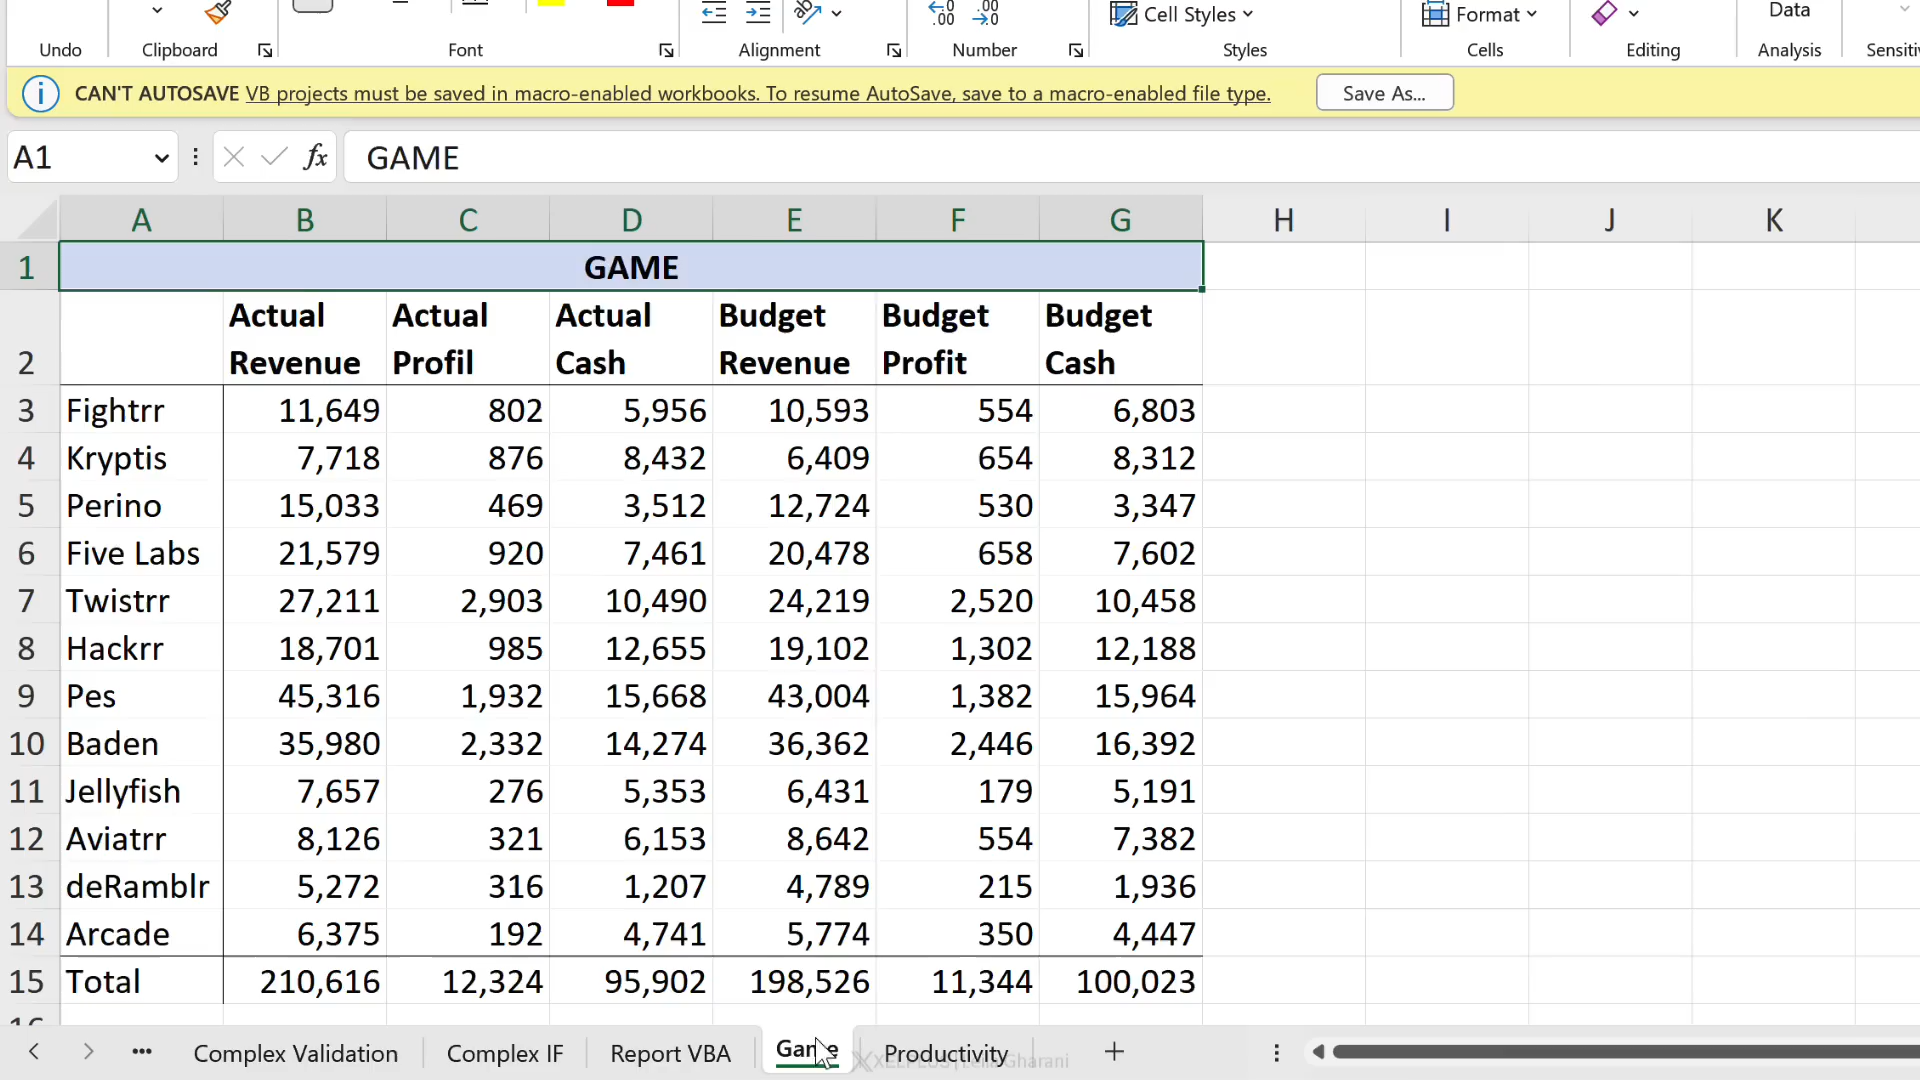 Cell Styles
Format
Data
Undo
Clipboard
Font
Alignment
Number
Styles
Cells
Editing
Analysis
Sensiti
CAN'T AUTOSAVE VB projects must be saved in macro-enabled workbooks. To resume AutoSave, save to a macro-enabled file type. Save As...
A1 fx GAME
A B C D E F G H I J K
1 GAME
2 Actual Revenue Actual Profil Actual Cash Budget Revenue Budget Profit Budget Cash
3 Fightrr 11,649 802 5,956 10,593 554 6,803
4 Kryptis 7,718 876 8,432 6,409 654 8,312
5 Perino 15,033 469 3,512 12,724 530 3,347
6 Five Labs 21,579 920 7,461 20,478 658 7,602
7 Twistrr 27,211 2,903 10,490 24,219 2,520 10,458
8 Hackrr 18,701 985 12,655 19,102 1,302 12,188
9 Pes 45,316 1,932 15,668 43,004 1,382 15,964
10 Baden 35,980 2,332 14,274 36,362 2,446 16,392
11 Jellyfish 7,657 276 5,353 6,431 179 5,191
12 Aviatrr 8,126 321 6,153 8,642 554 7,382
13 deRamblr 5,272 316 1,207 4,789 215 1,936
14 Arcade 6,375 192 4,741 5,774 350 4,447
15 Total 210,616 12,324 95,902 198,526 11,344 100,023
16
Complex Validation Complex IF Report VBA Game Productivity
XELPLUS | Leila Gharani